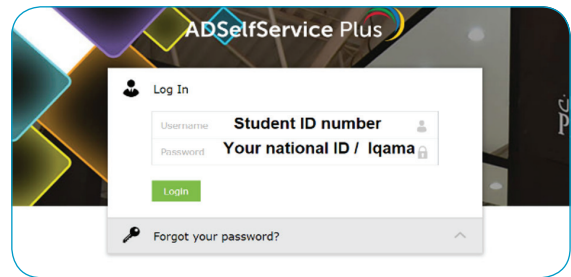 ADSelfService Plus
Log In
Username Student ID number
Password Your national ID / Iqama
Login
Forgot your password?